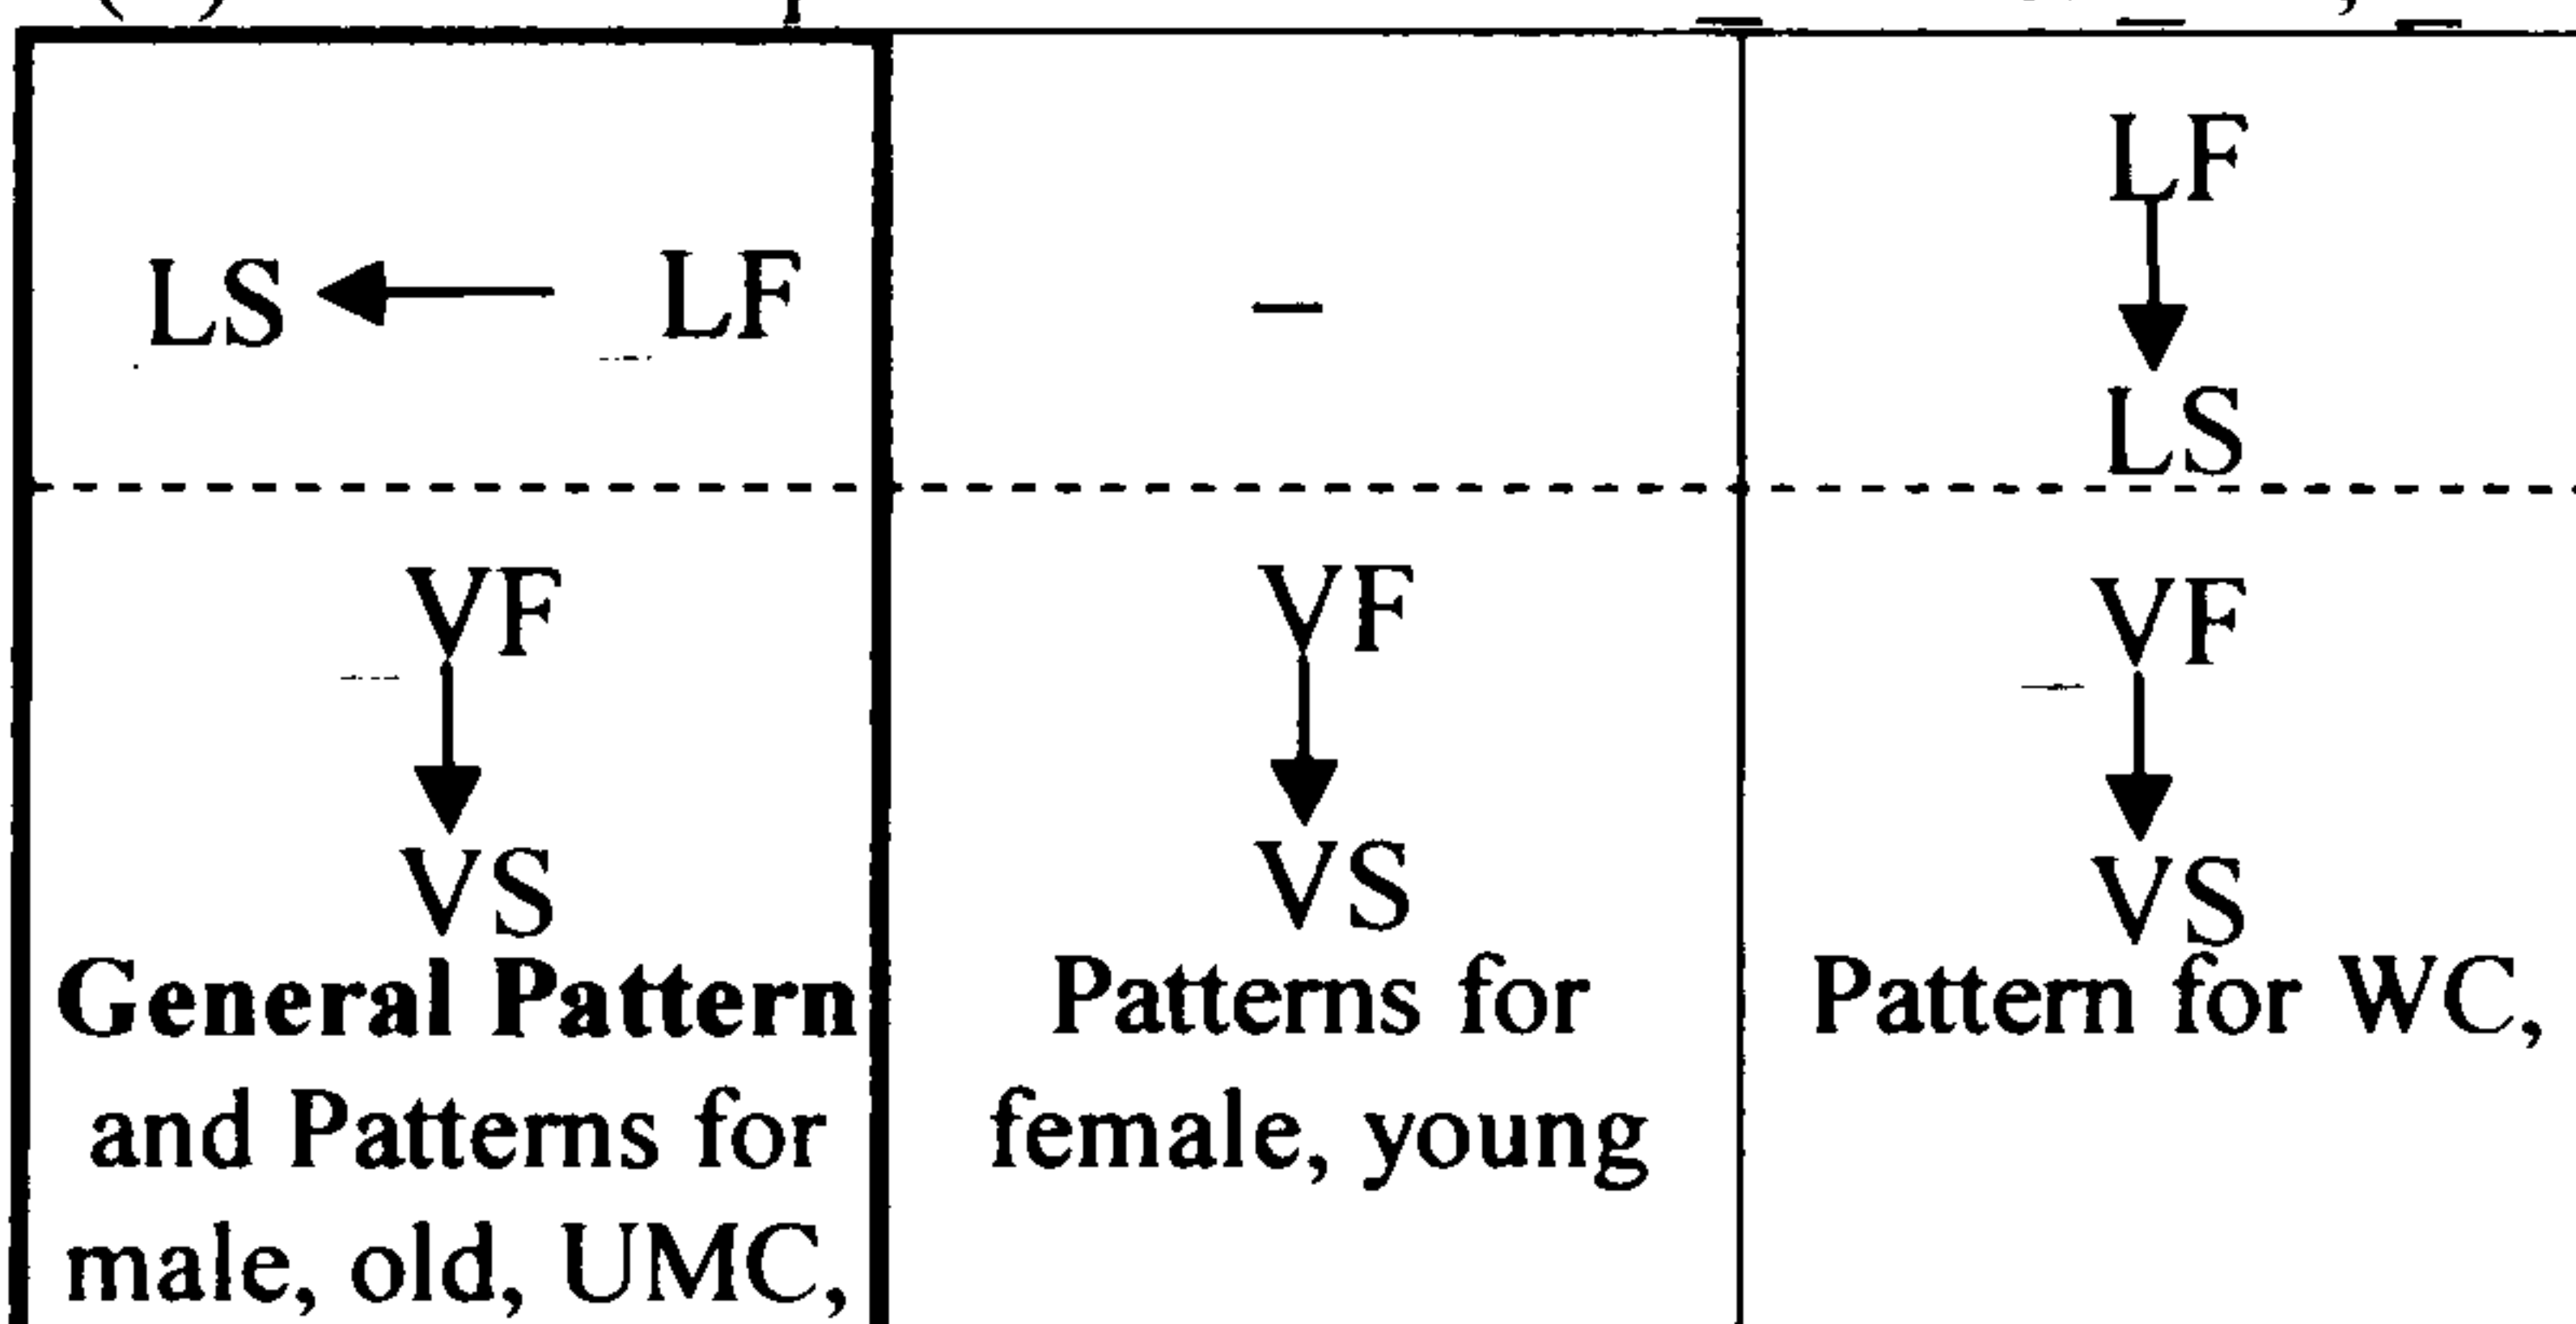 LS LF
–
LF
LS
VF
VS
General Pattern
and Patterns for
male, old, UMC,
VF
VS
Patterns for
female, young
VF
VS
Pattern for WC,